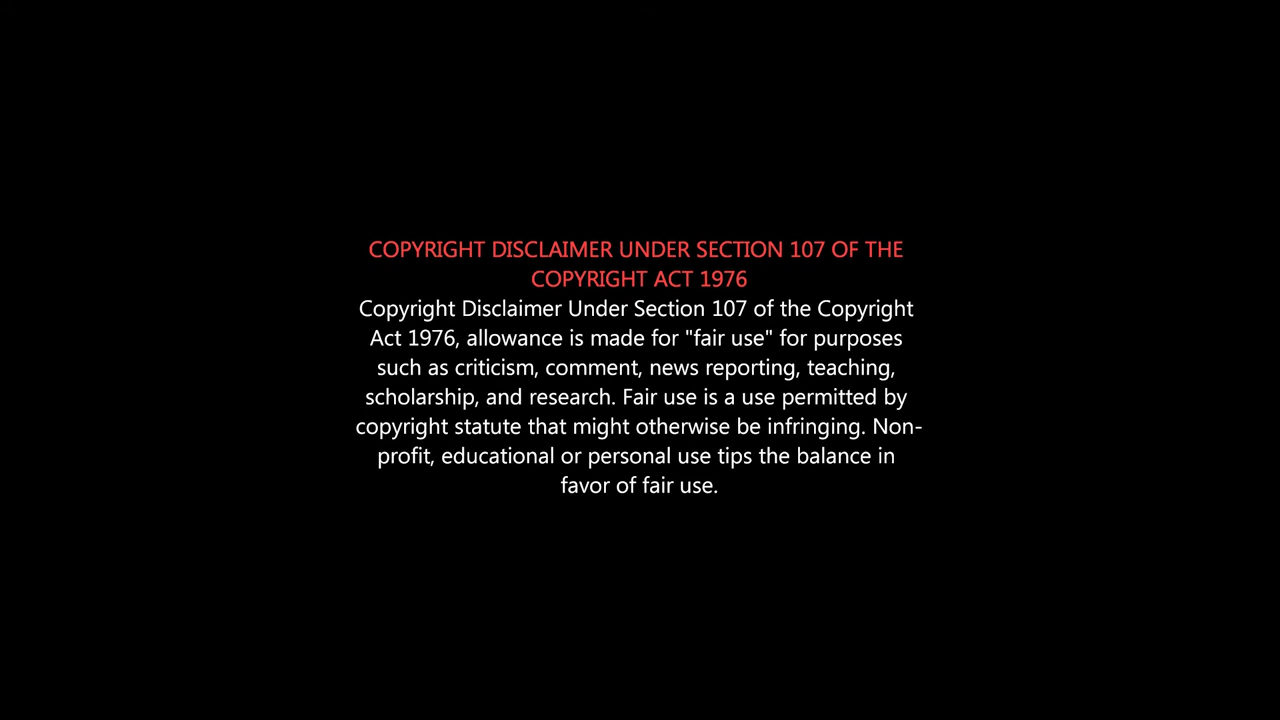 COPYRIGHT DISCLAIMER UNDER SECTION 107 OF THE
COPYRIGHT ACT 1976
Copyright Disclaimer Under Section 107 of the Copyright
Act 1976, allowance is made for "fair use" for purposes
such as criticism, comment, news reporting, teaching,
scholarship, and research. Fair use is a use permitted by
copyright statute that might otherwise be infringing. Non-
profit, educational or personal use tips the balance in
favor of fair use.